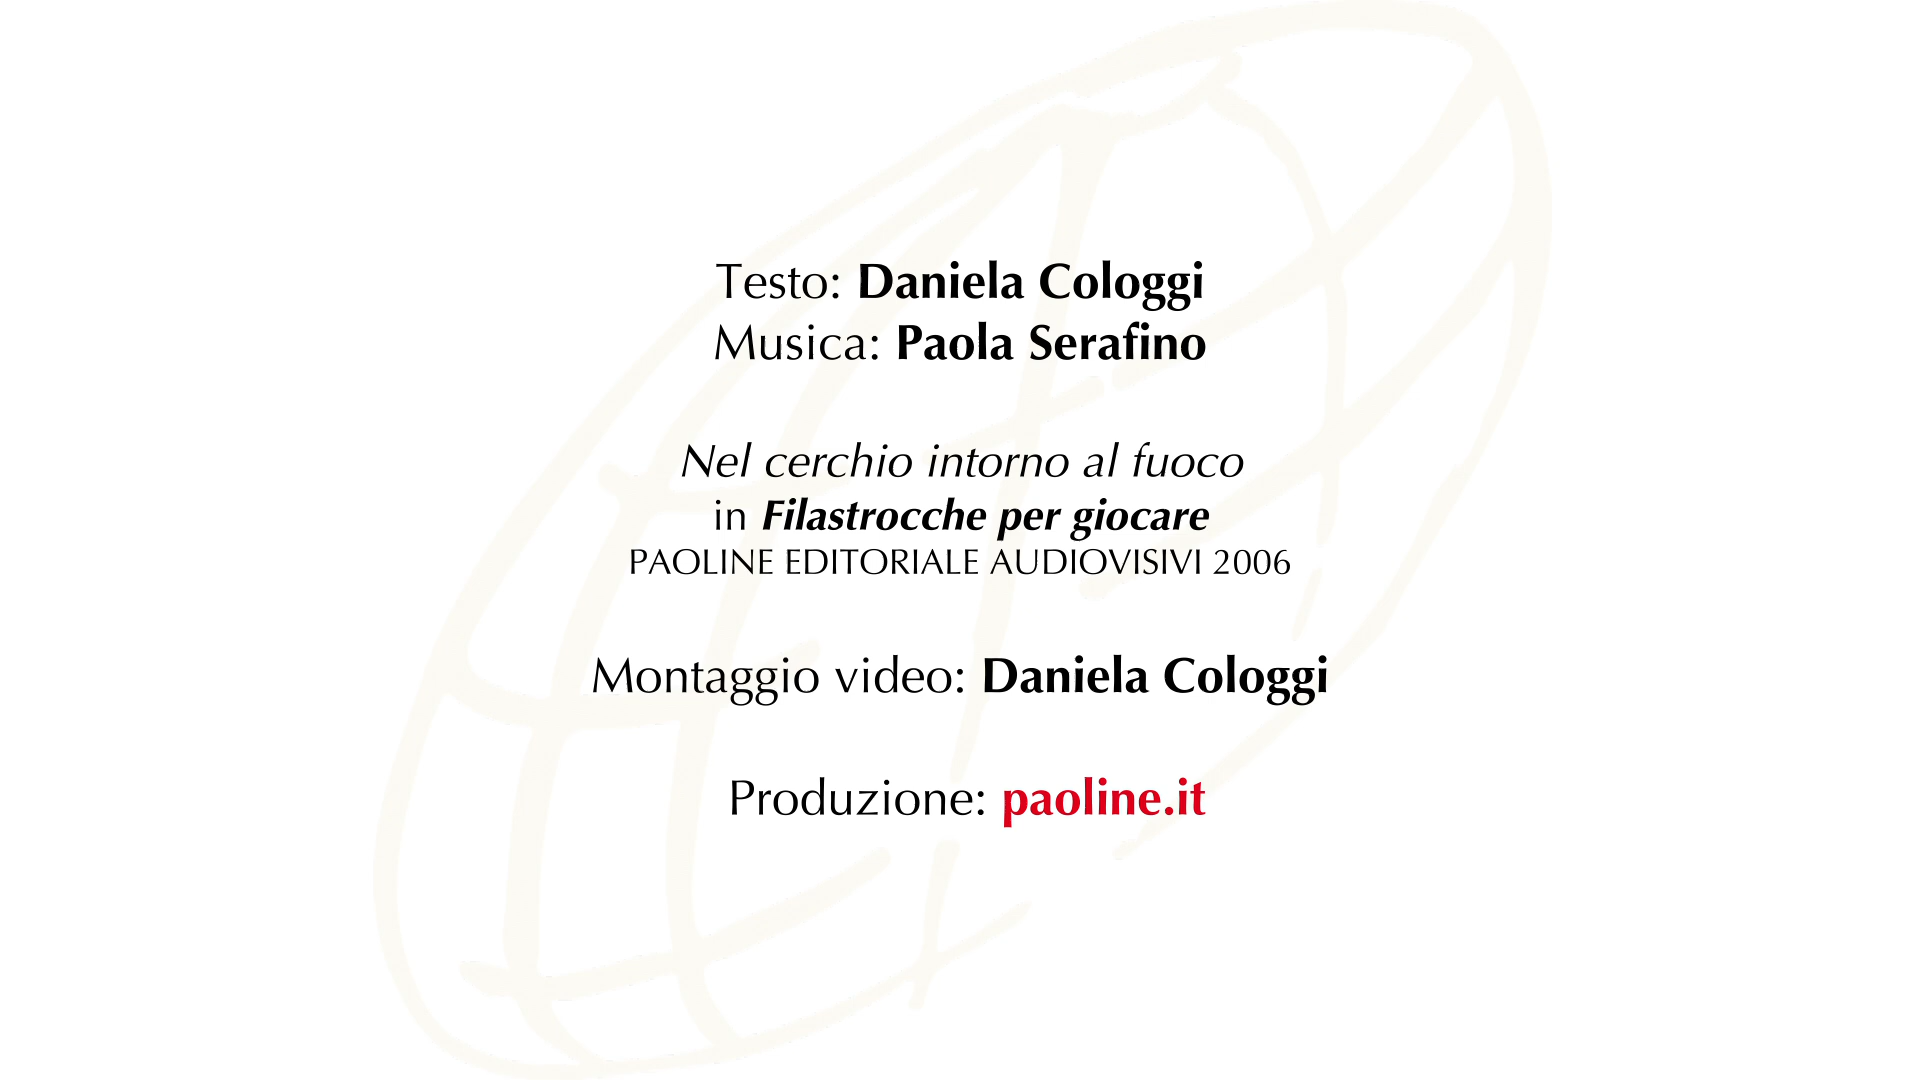 Testo: Daniela Cologgi
Musica: Paola Serafino
Nel cerchio intorno al fuoco
in Filastrocche per giocare
PAOLINE EDITORIALE AUDIOVISIVI 2006
Montaggio video: Daniela Cologgi
Produzione: paoline.it